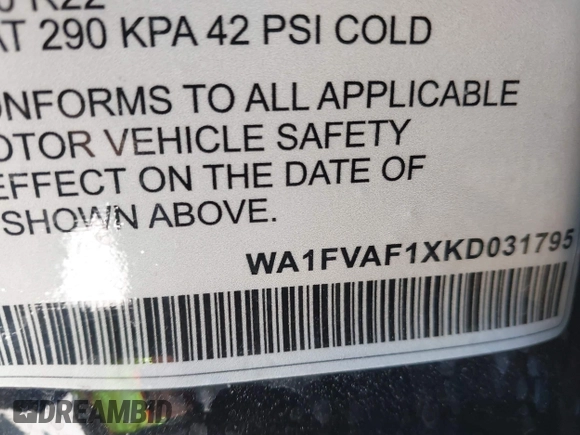 R22
AT 290 KPA 42 PSI COLD
ONFORMS TO ALL APPLICABLE
OTOR VEHICLE SAFETY
EFFECT ON THE DATE OF
SHOWN ABOVE.
WA1FVAF1XKD031795
DREAMBID